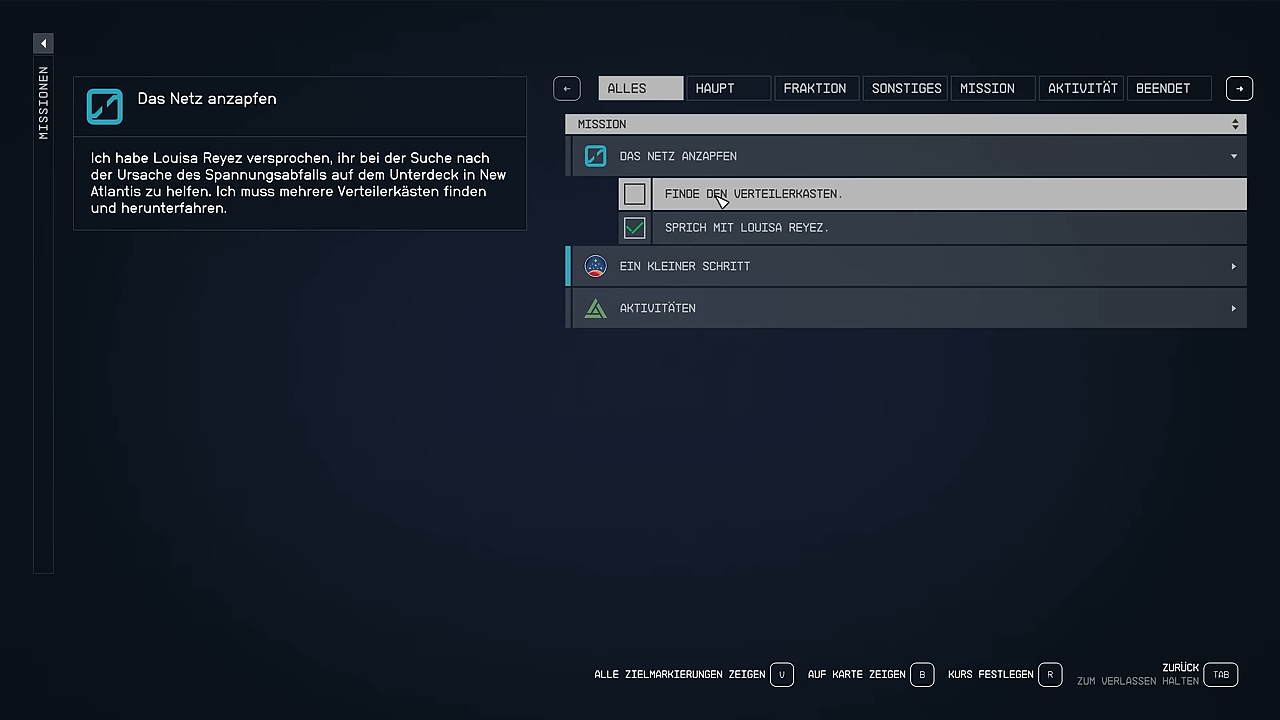 MISSIONEN
Das Netz anzapfen
Ich habe Louisa Reyez versprochen, ihr bei der Suche nach
der Ursache des Spannungsabfalls auf dem Unterdeck in New
Atlantis zu helfen. Ich muss mehrere Verteilerkästen finden
und herunterfahren.
ALLES HAUPT FRAKTION SONSTIGES MISSION AKTIVITÄT BEENDET
MISSION
DAS NETZ ANZAPFEN
FINDE DEN VERTEILERKASTEN.
SPRICH MIT LOUISA REYEZ.
EIN KLEINER SCHRITT
AKTIVITÄTEN
ALLE ZIELMARKIERUNGEN ZEIGEN V AUF KARTE ZEIGEN B KURS FESTLEGEN R ZURÜCK TAB
ZUM VERLASSEN HALTEN